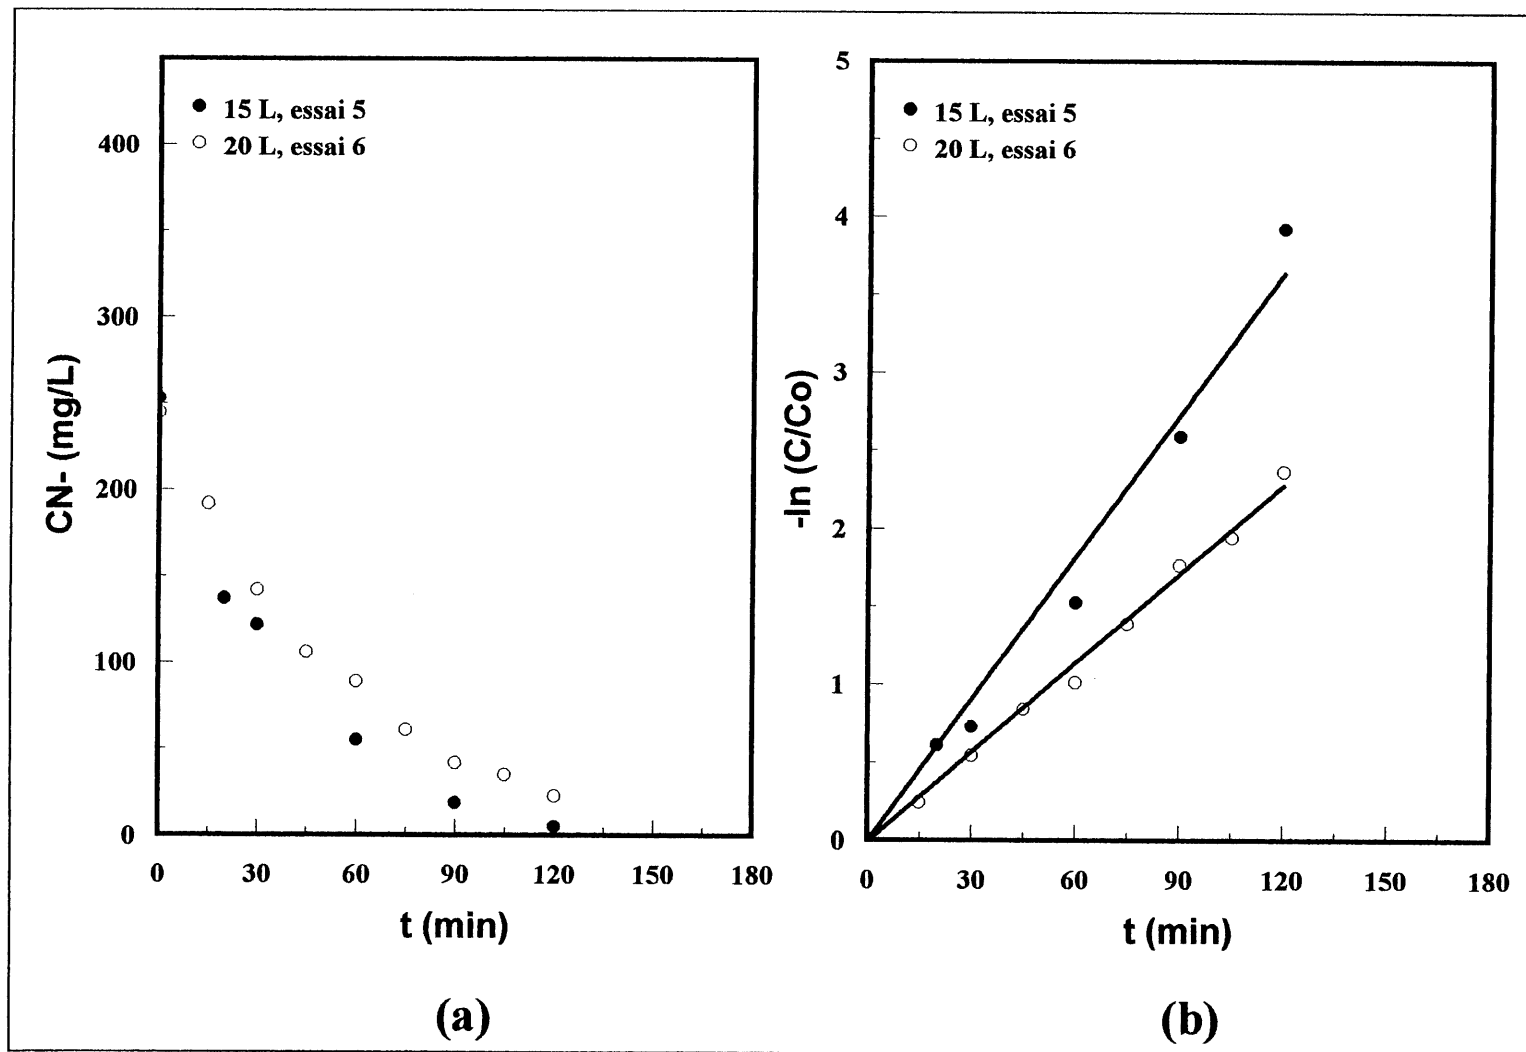 15 L, essai 5
20 L, essai 6
400
300
200
100
0
CN- (mg/L)
0 30 60 90 120 150 180
t (min)
(a)
15 L, essai 5
20 L, essai 6
5
4
3
2
1
0
-ln (C/Co)
0 30 60 90 120 150 180
t (min)
(b)